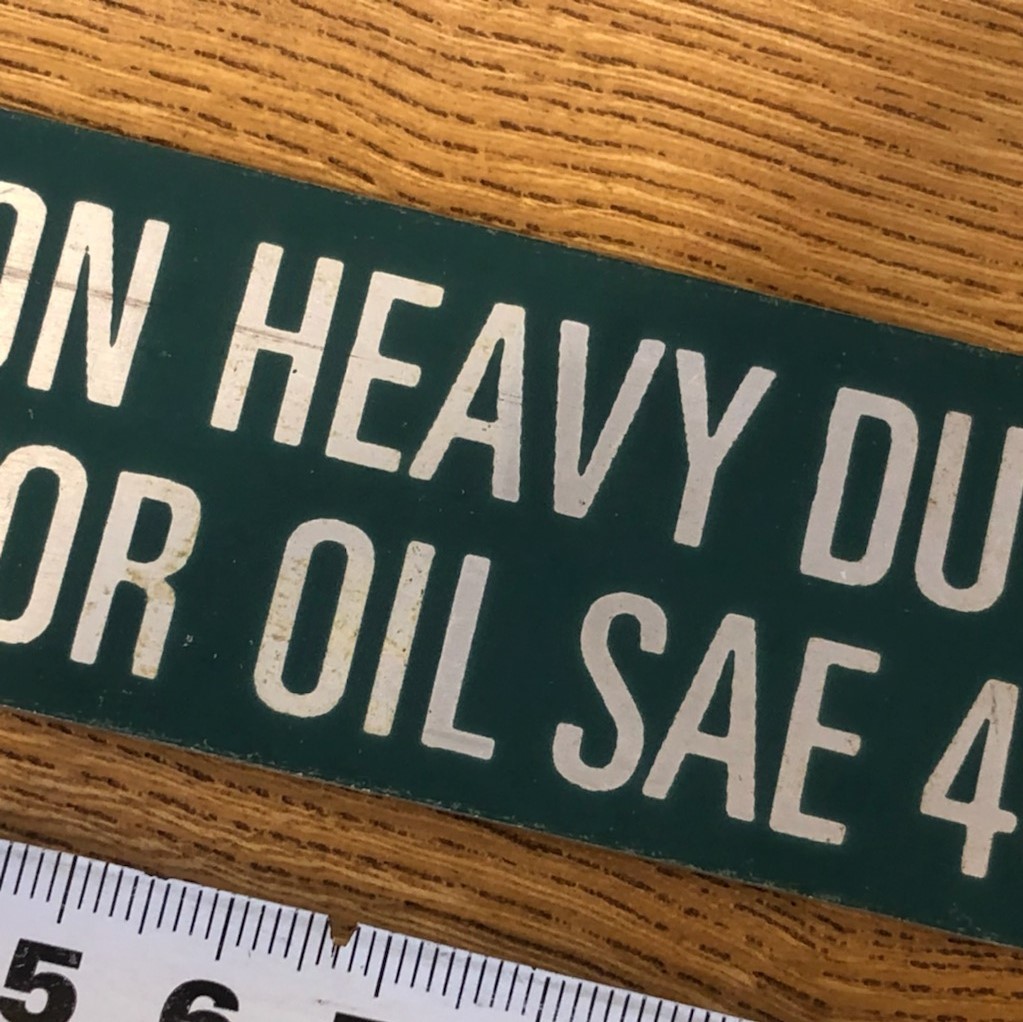 ON HEAVY DU
OR OIL SAE 4
5 6